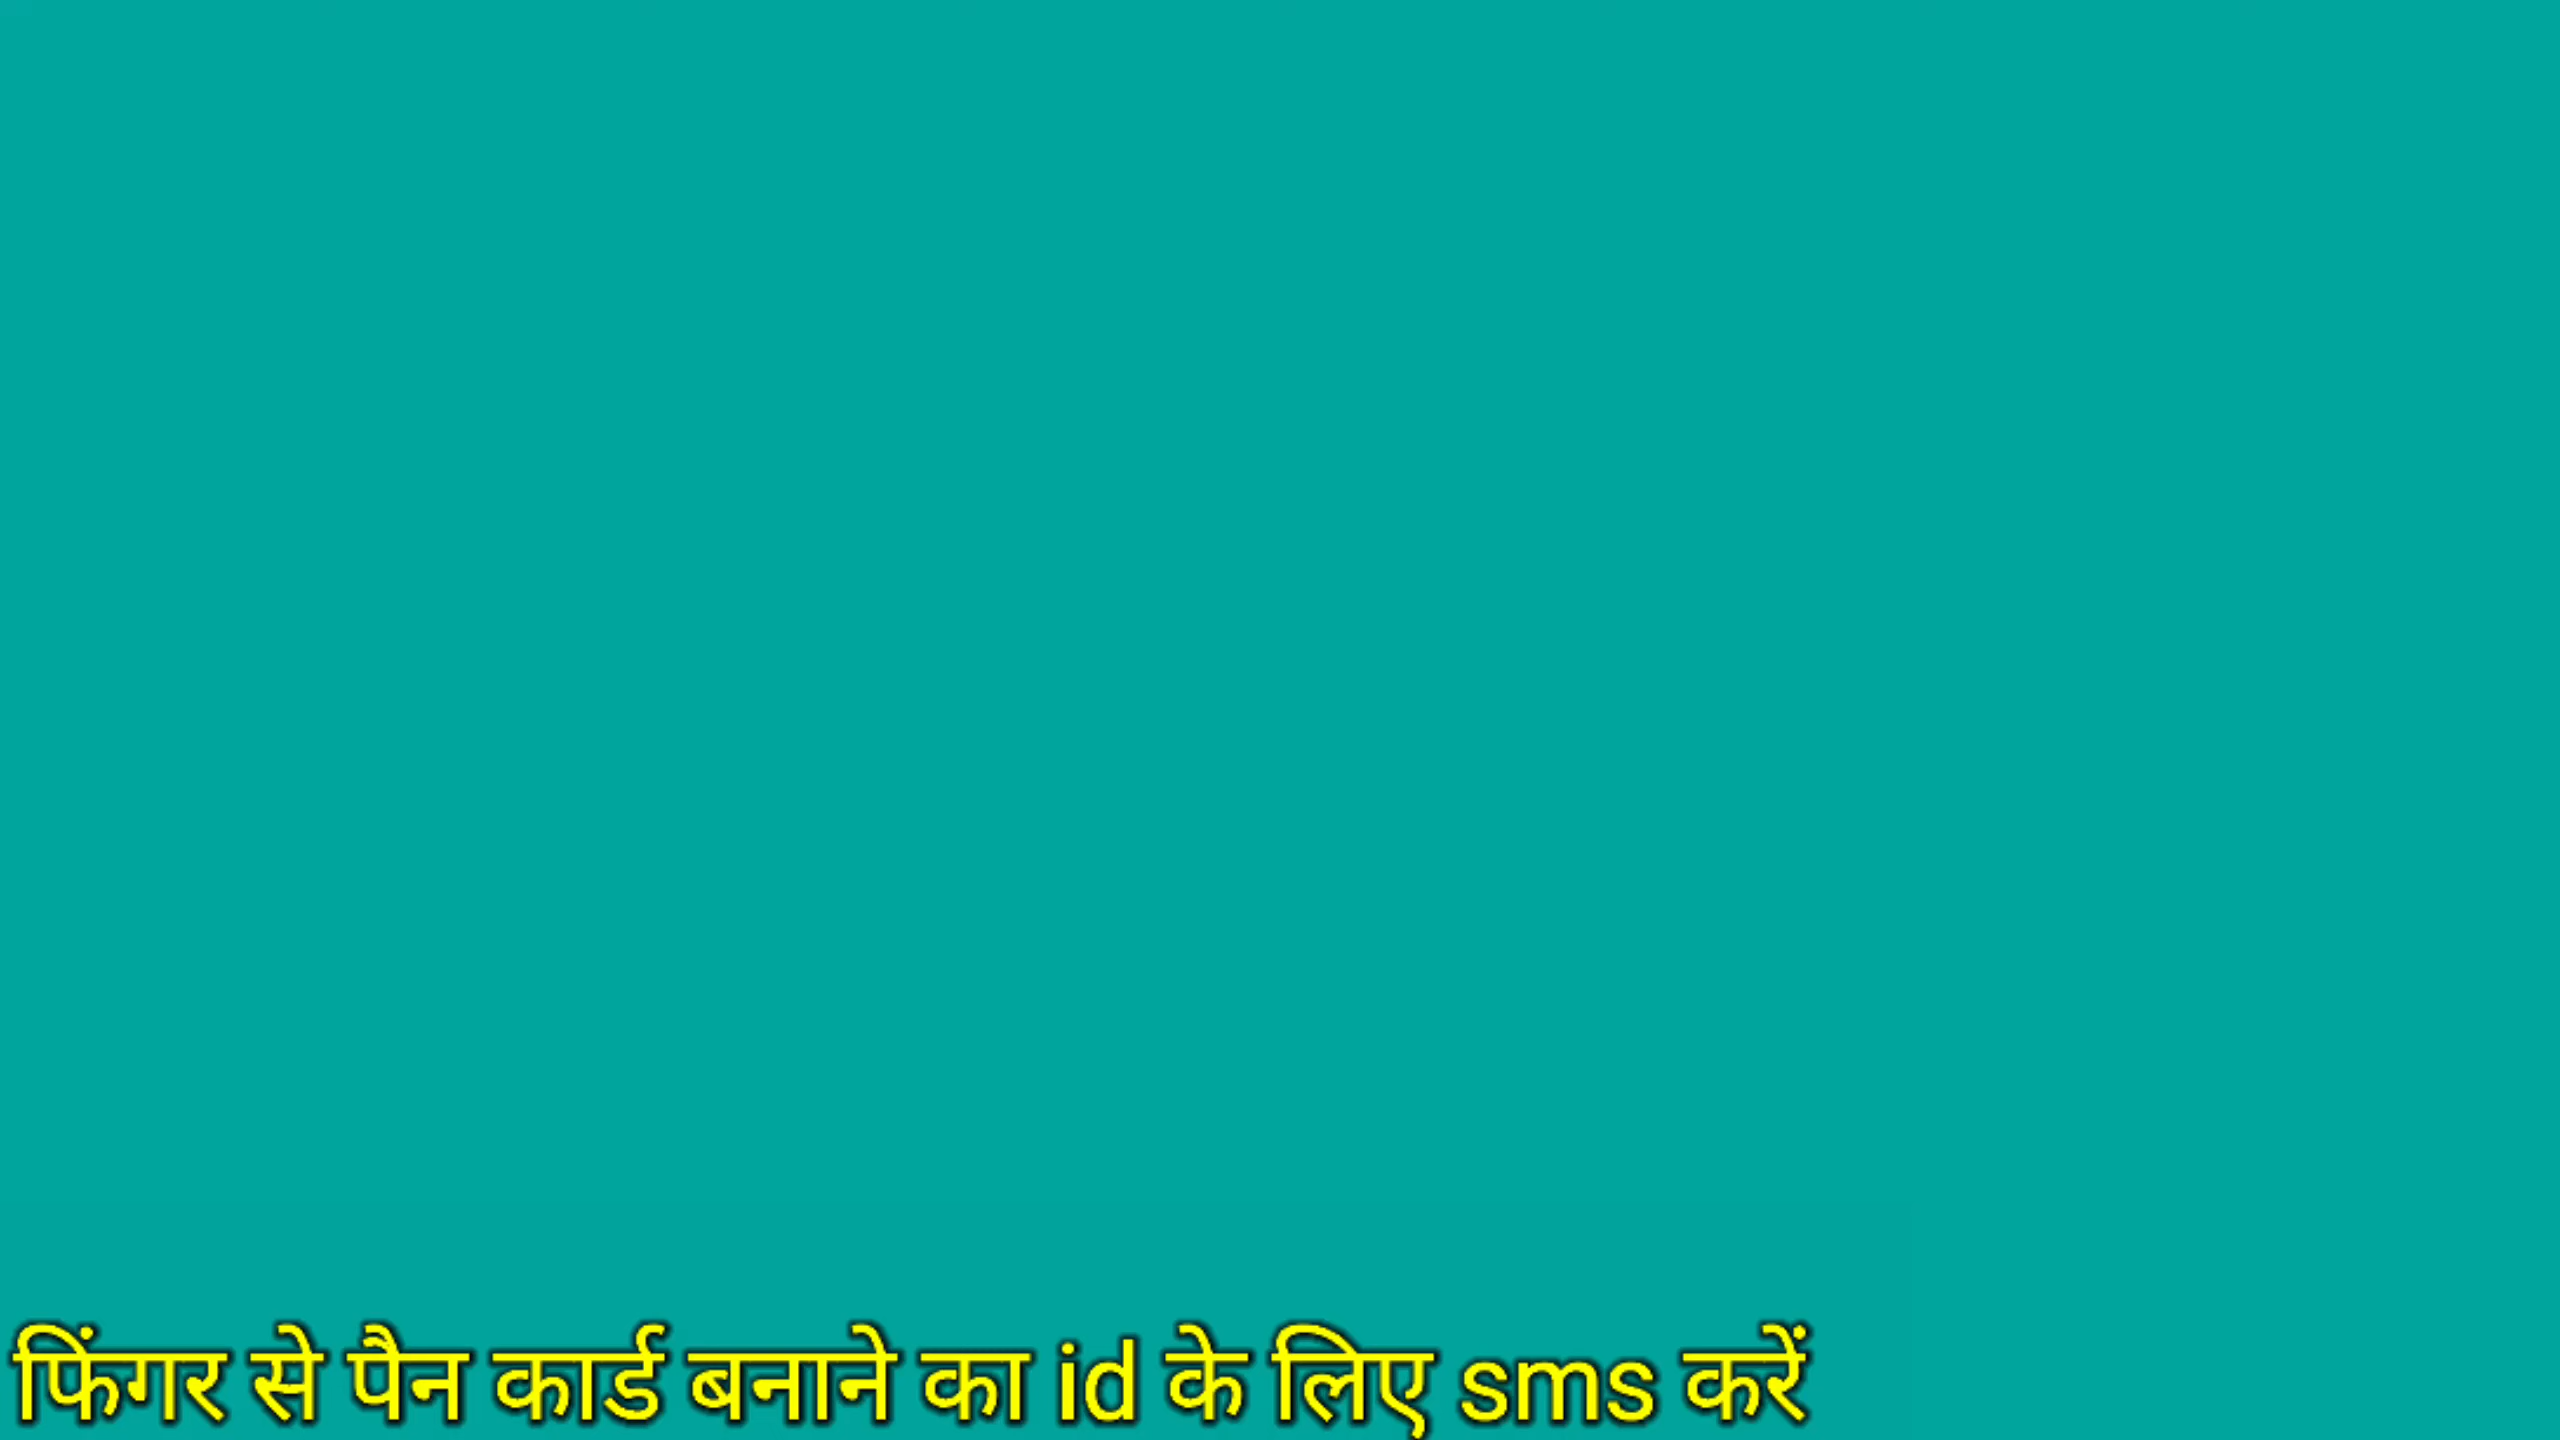 फिंगर से पैन कार्ड बनाने का id के लिए sms करें